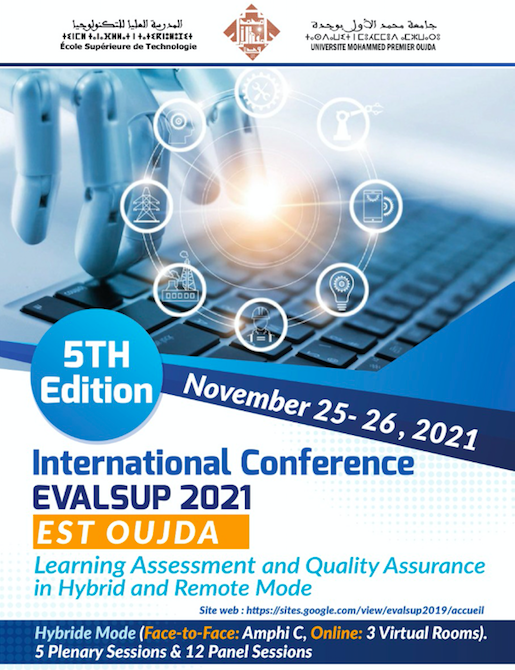 المدرسة العليا للتكنولوجيا
École Supérieure de Technologie
جامعة محمد الأول بوجدة
UNIVERSITE MOHAMMED PREMIER OUJDA
5TH
Edition
November 25- 26 , 2021
International Conference
EVALSUP 2021
EST OUJDA
Learning Assessment and Quality Assurance
in Hybrid and Remote Mode
Site web : https://sites.google.com/view/evalsup2019/accueil
Hybride Mode (Face-to-Face: Amphi C, Online: 3 Virtual Rooms).
5 Plenary Sessions & 12 Panel Sessions